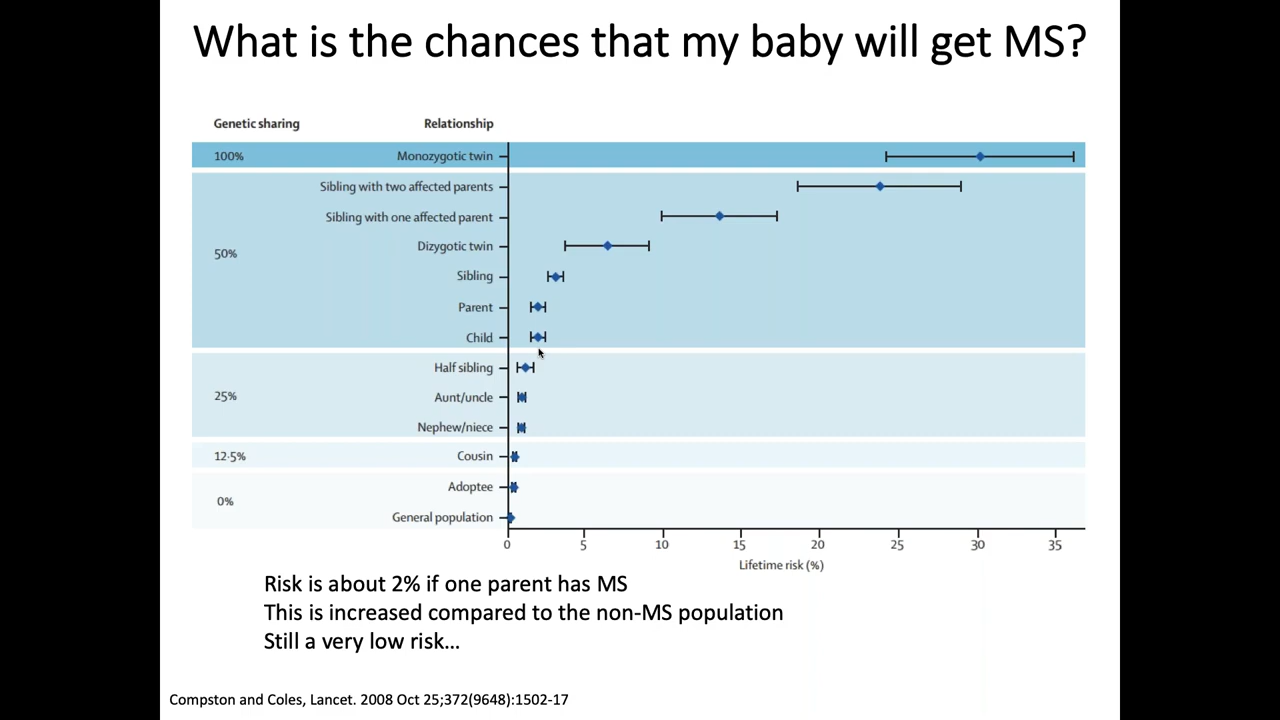 What is the chances that my baby will get MS?
Genetic sharing Relationship
100% Monozygotic twin
Sibling with two affected parents
Sibling with one affected parent
50% Dizygotic twin
Sibling
Parent
Child
Half sibling
25% Aunt/uncle
Nephew/niece
12·5% Cousin
Adoptee
0%
General population
0 5 10 15 20 25 30 35
Lifetime risk (%)
Risk is about 2% if one parent has MS
This is increased compared to the non-MS population
Still a very low risk...
Compston and Coles, Lancet. 2008 Oct 25;372(9648):1502-17